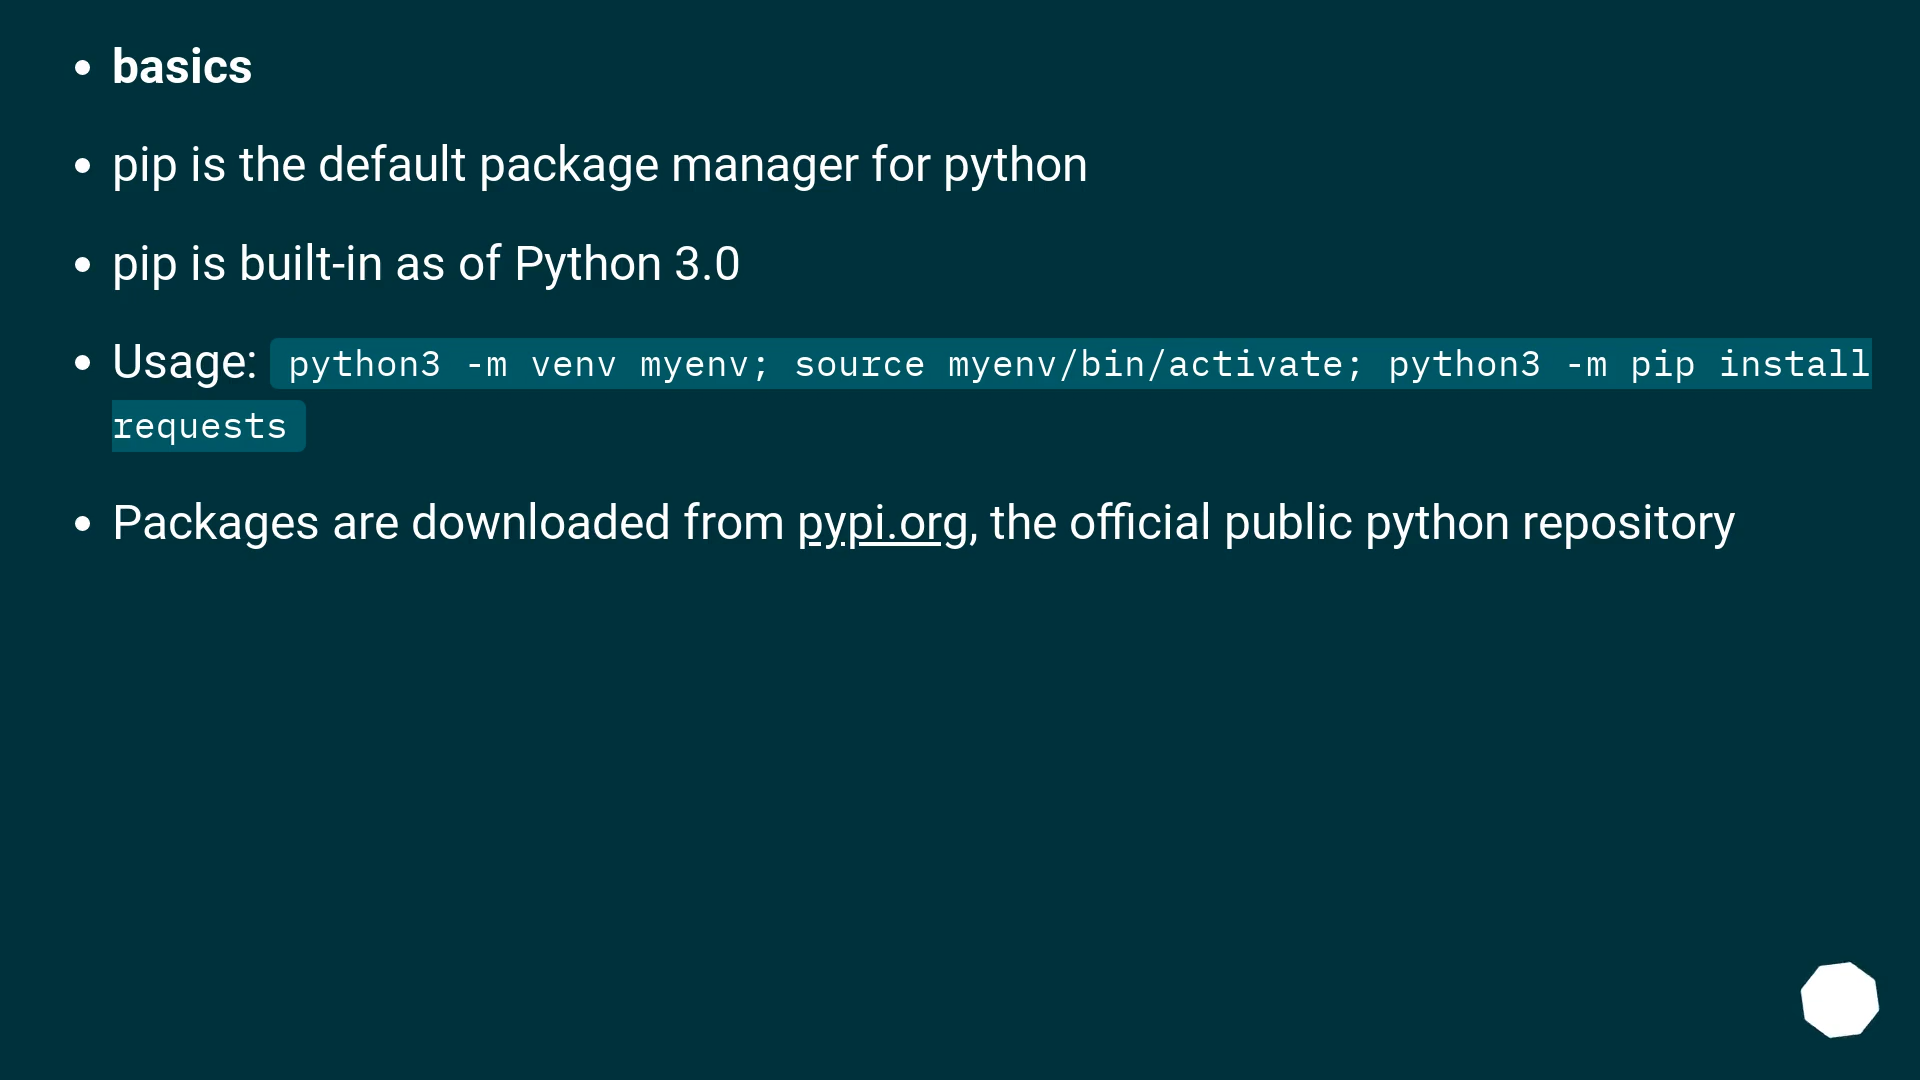 basics
pip is the default package manager for python
pip is built-in as of Python 3.0
Usage: python3 -m venv myenv; source myenv/bin/activate; python3 -m pip install
requests
Packages are downloaded from pypi.org, the official public python repository